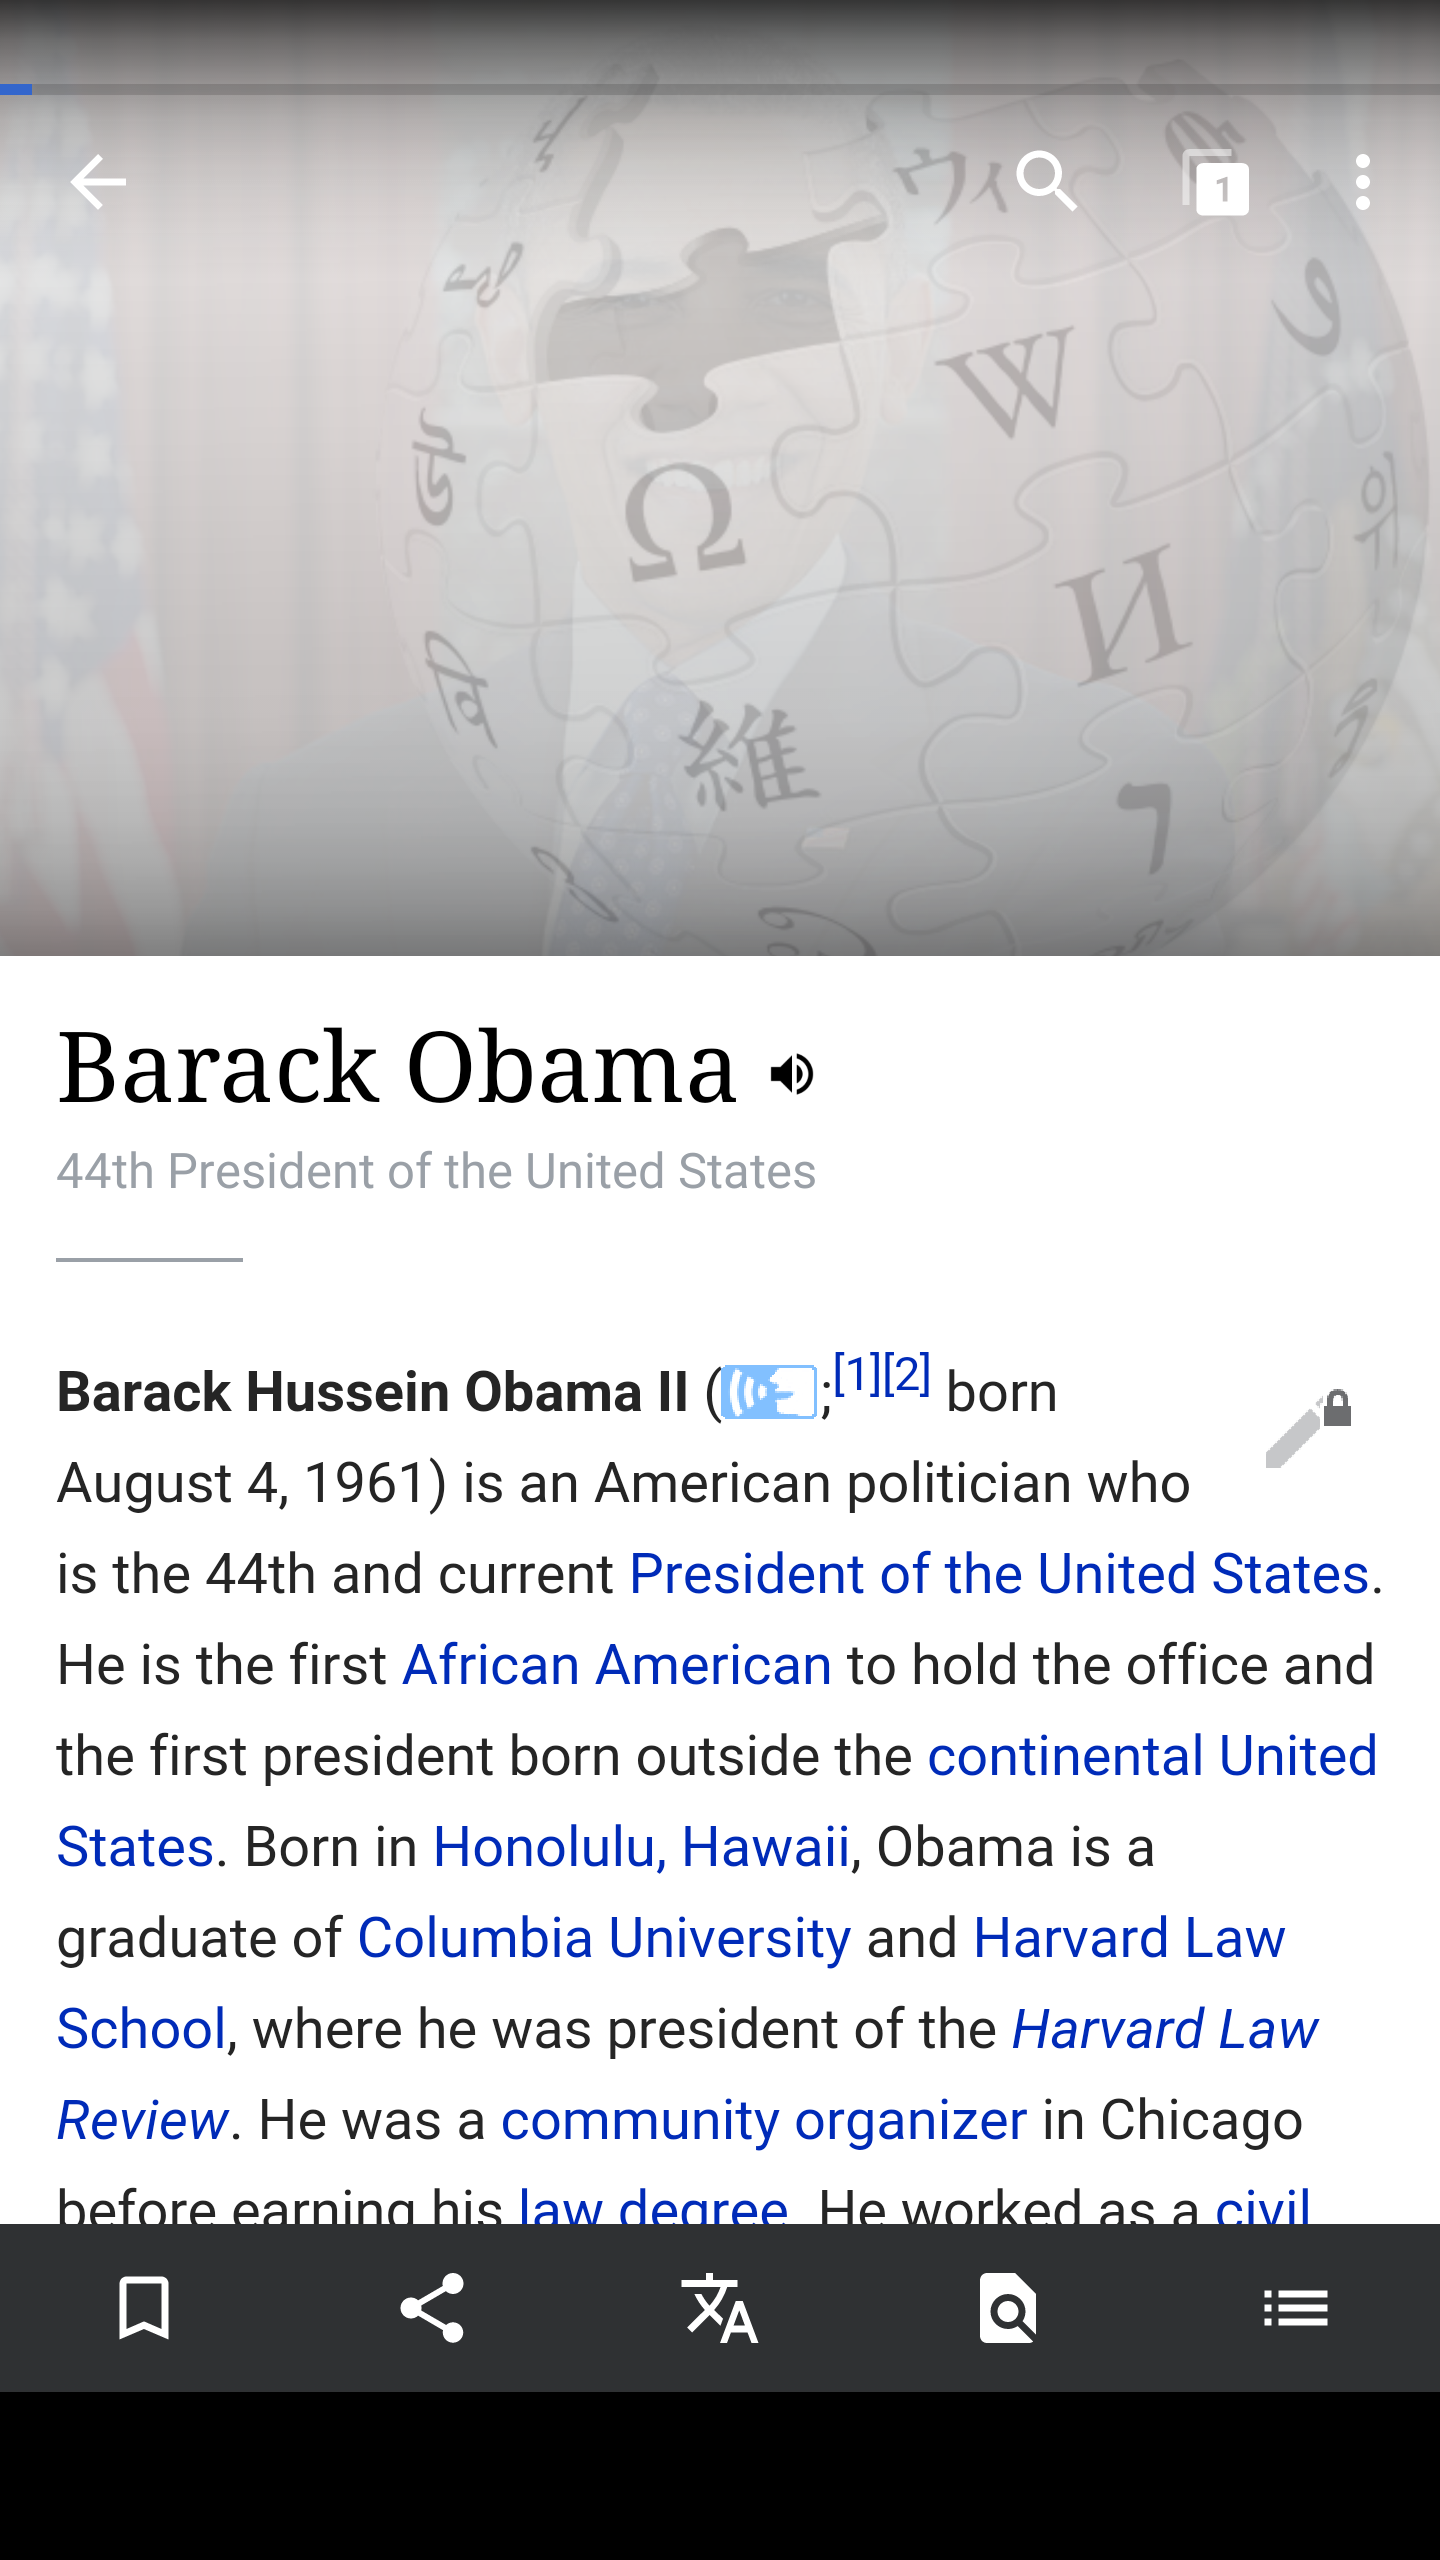 ウィ
W
Ω
И
위
維
ר
1
Barack Obama
44th President of the United States
Barack Hussein Obama II (;[1][2] born
August 4, 1961) is an American politician who
is the 44th and current President of the United States.
He is the first African American to hold the office and
the first president born outside the continental United
States. Born in Honolulu, Hawaii, Obama is a
graduate of Columbia University and Harvard Law
School, where he was president of the Harvard Law
Review. He was a community organizer in Chicago
before earning his law degree. He worked as a civil